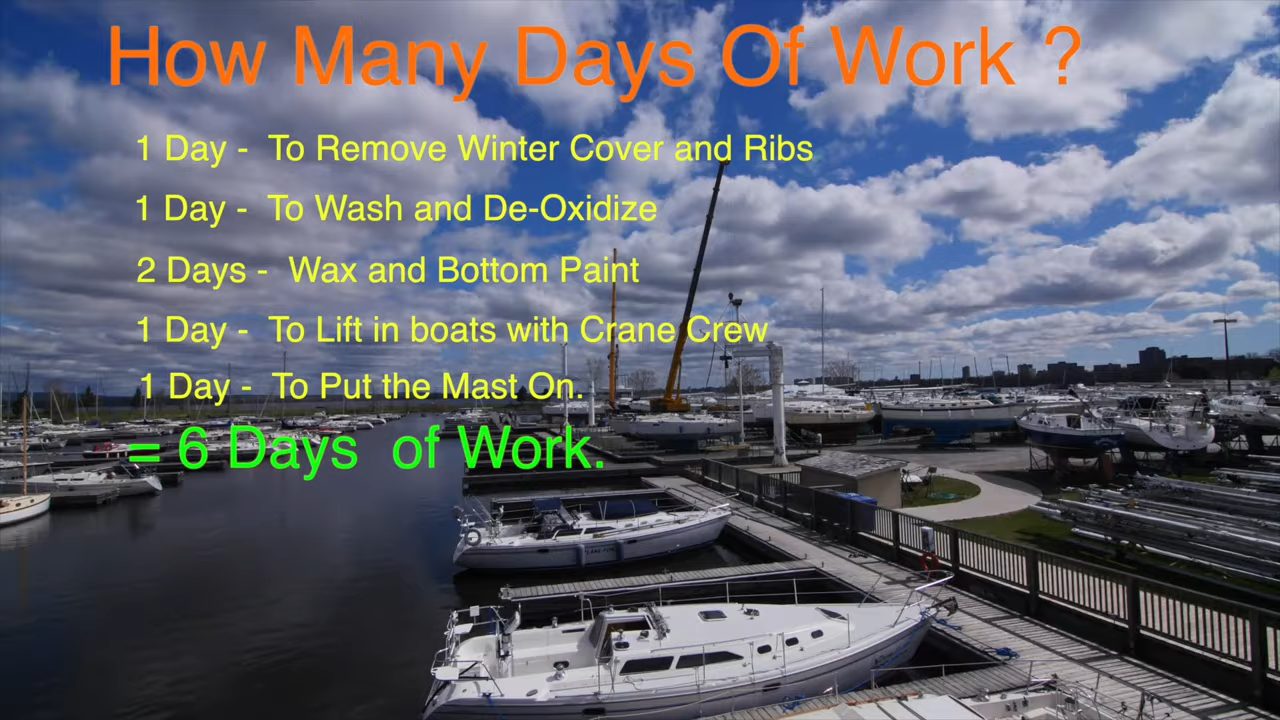 How Many Days Of Work ?
1 Day - To Remove Winter Cover and Ribs
1 Day - To Wash and De-Oxidize
2 Days - Wax and Bottom Paint
1 Day - To Lift in boats with Crane Crew
1 Day - To Put the Mast On.
= 6 Days of Work.